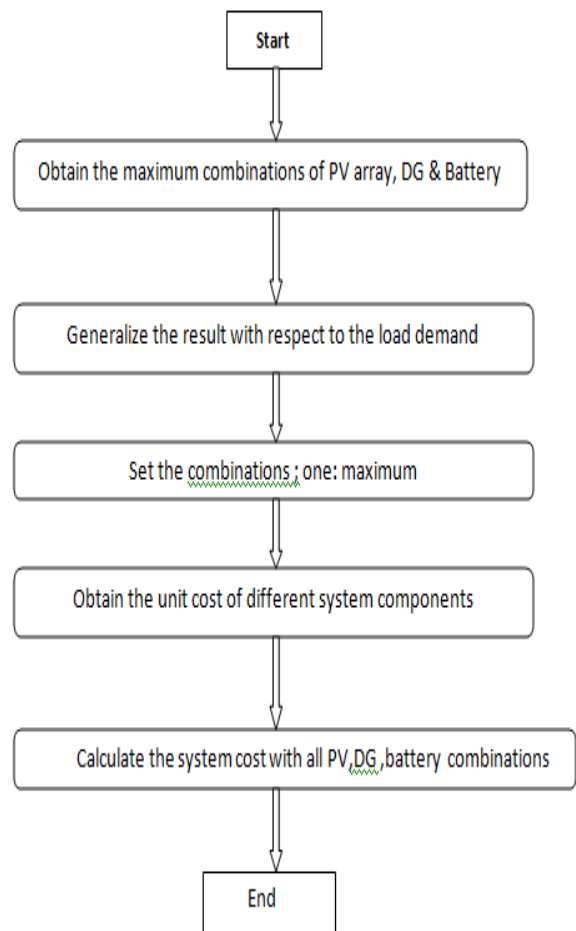 Start
Obtain the maximum combinations of PV array, DG & Battery
Generalize the result with respect to the load demand
Set the combinations ; one: maximum
Obtain the unit cost of different system components
Calculate the system cost with all PV,DG ,battery combinations
End